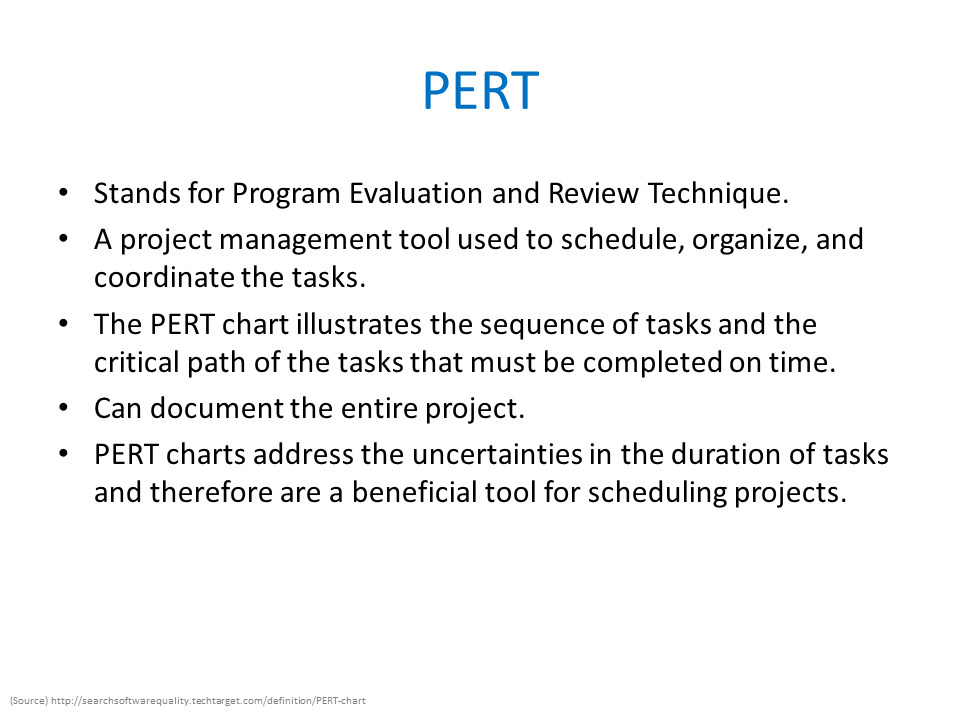 PERT
• Stands for Program Evaluation and Review Technique.
• A project management tool used to schedule, organize, and
coordinate the tasks.
• The PERT chart illustrates the sequence of tasks and the
critical path of the tasks that must be completed on time.
• Can document the entire project.
• PERT charts address the uncertainties in the duration of tasks
and therefore are a beneficial tool for scheduling projects.
(Source) http://searchsoftwarequality.techtarget.com/definition/PERT-chart